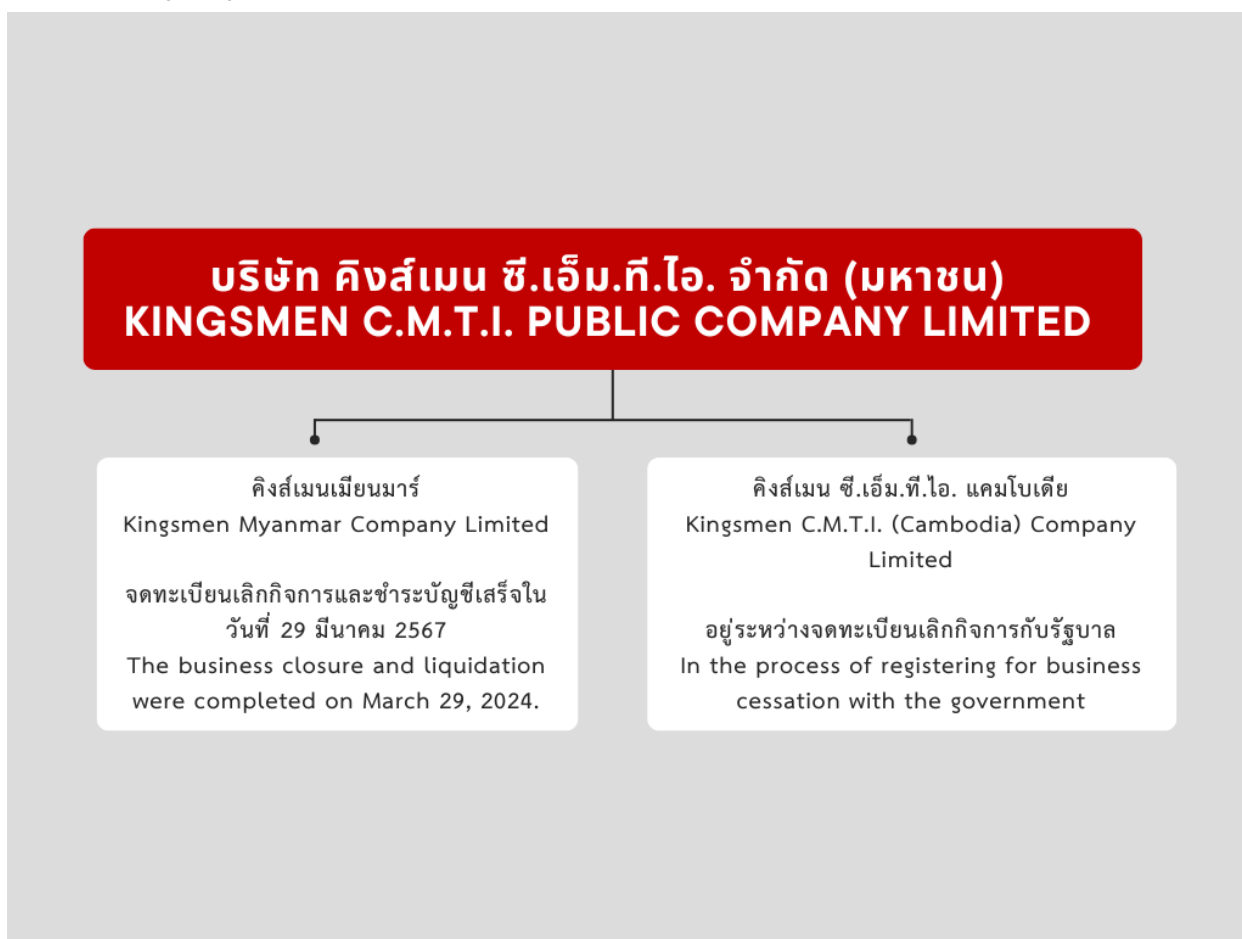 บริษัท คิงส์เมน ซี.เอ็ม.ที.ไอ. จำกัด (มหาชน)
KINGSMEN C.M.T.I. PUBLIC COMPANY LIMITED
คิงส์เมนเมียนมาร์
Kingsmen Myanmar Company Limited
จดทะเบียนเลิกกิจการและชำระบัญชีเสร็จใน
วันที่ 29 มีนาคม 2567
The business closure and liquidation
were completed on March 29, 2024.
คิงส์เมน ซี.เอ็ม.ที.ไอ. แคมโบเดีย
Kingsmen C.M.T.I. (Cambodia) Company
Limited
อยู่ระหว่างจดทะเบียนเลิกกิจการกับรัฐบาล
In the process of registering for business
cessation with the government